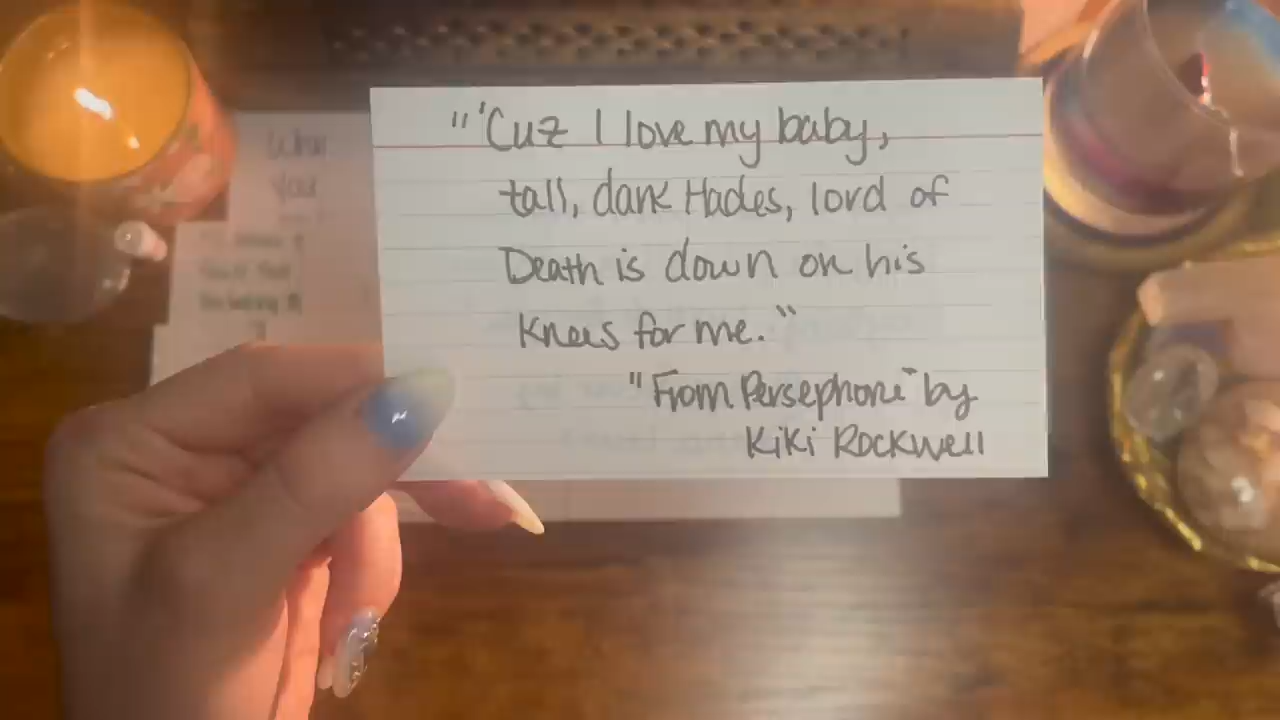 "'Cuz I love my baby,
tall, dark Hades, lord of
Death is down on his
knees for me."
"From Persephone" by
Kiki Rockwell